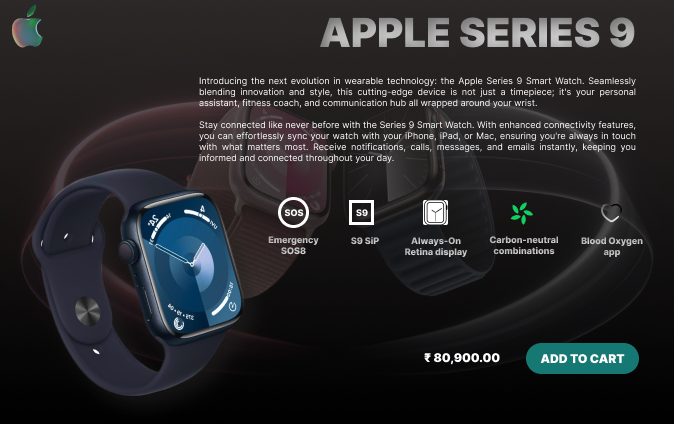 APPLE SERIES 9
Introducing the next evolution in wearable technology: the Apple Series 9 Smart Watch. Seamlessly
blending innovation and style, this cutting-edge device is not just a timepiece; it's your personal
assistant, fitness coach, and communication hub all wrapped around your wrist.
Stay connected like never before with the Series 9 Smart Watch. With enhanced connectivity features,
you can effortlessly sync your watch with your iPhone, iPad, or Mac, ensuring you're always in touch
with what matters most. Receive notifications, calls, messages, and emails instantly, keeping you
informed and connected throughout your day.
SOS
S9
Emergency
SOS8
S9 SiP
Always-On
Retina display
Carbon-neutral
combinations
Blood Oxygen
app
₹ 80,900.00
ADD TO CART